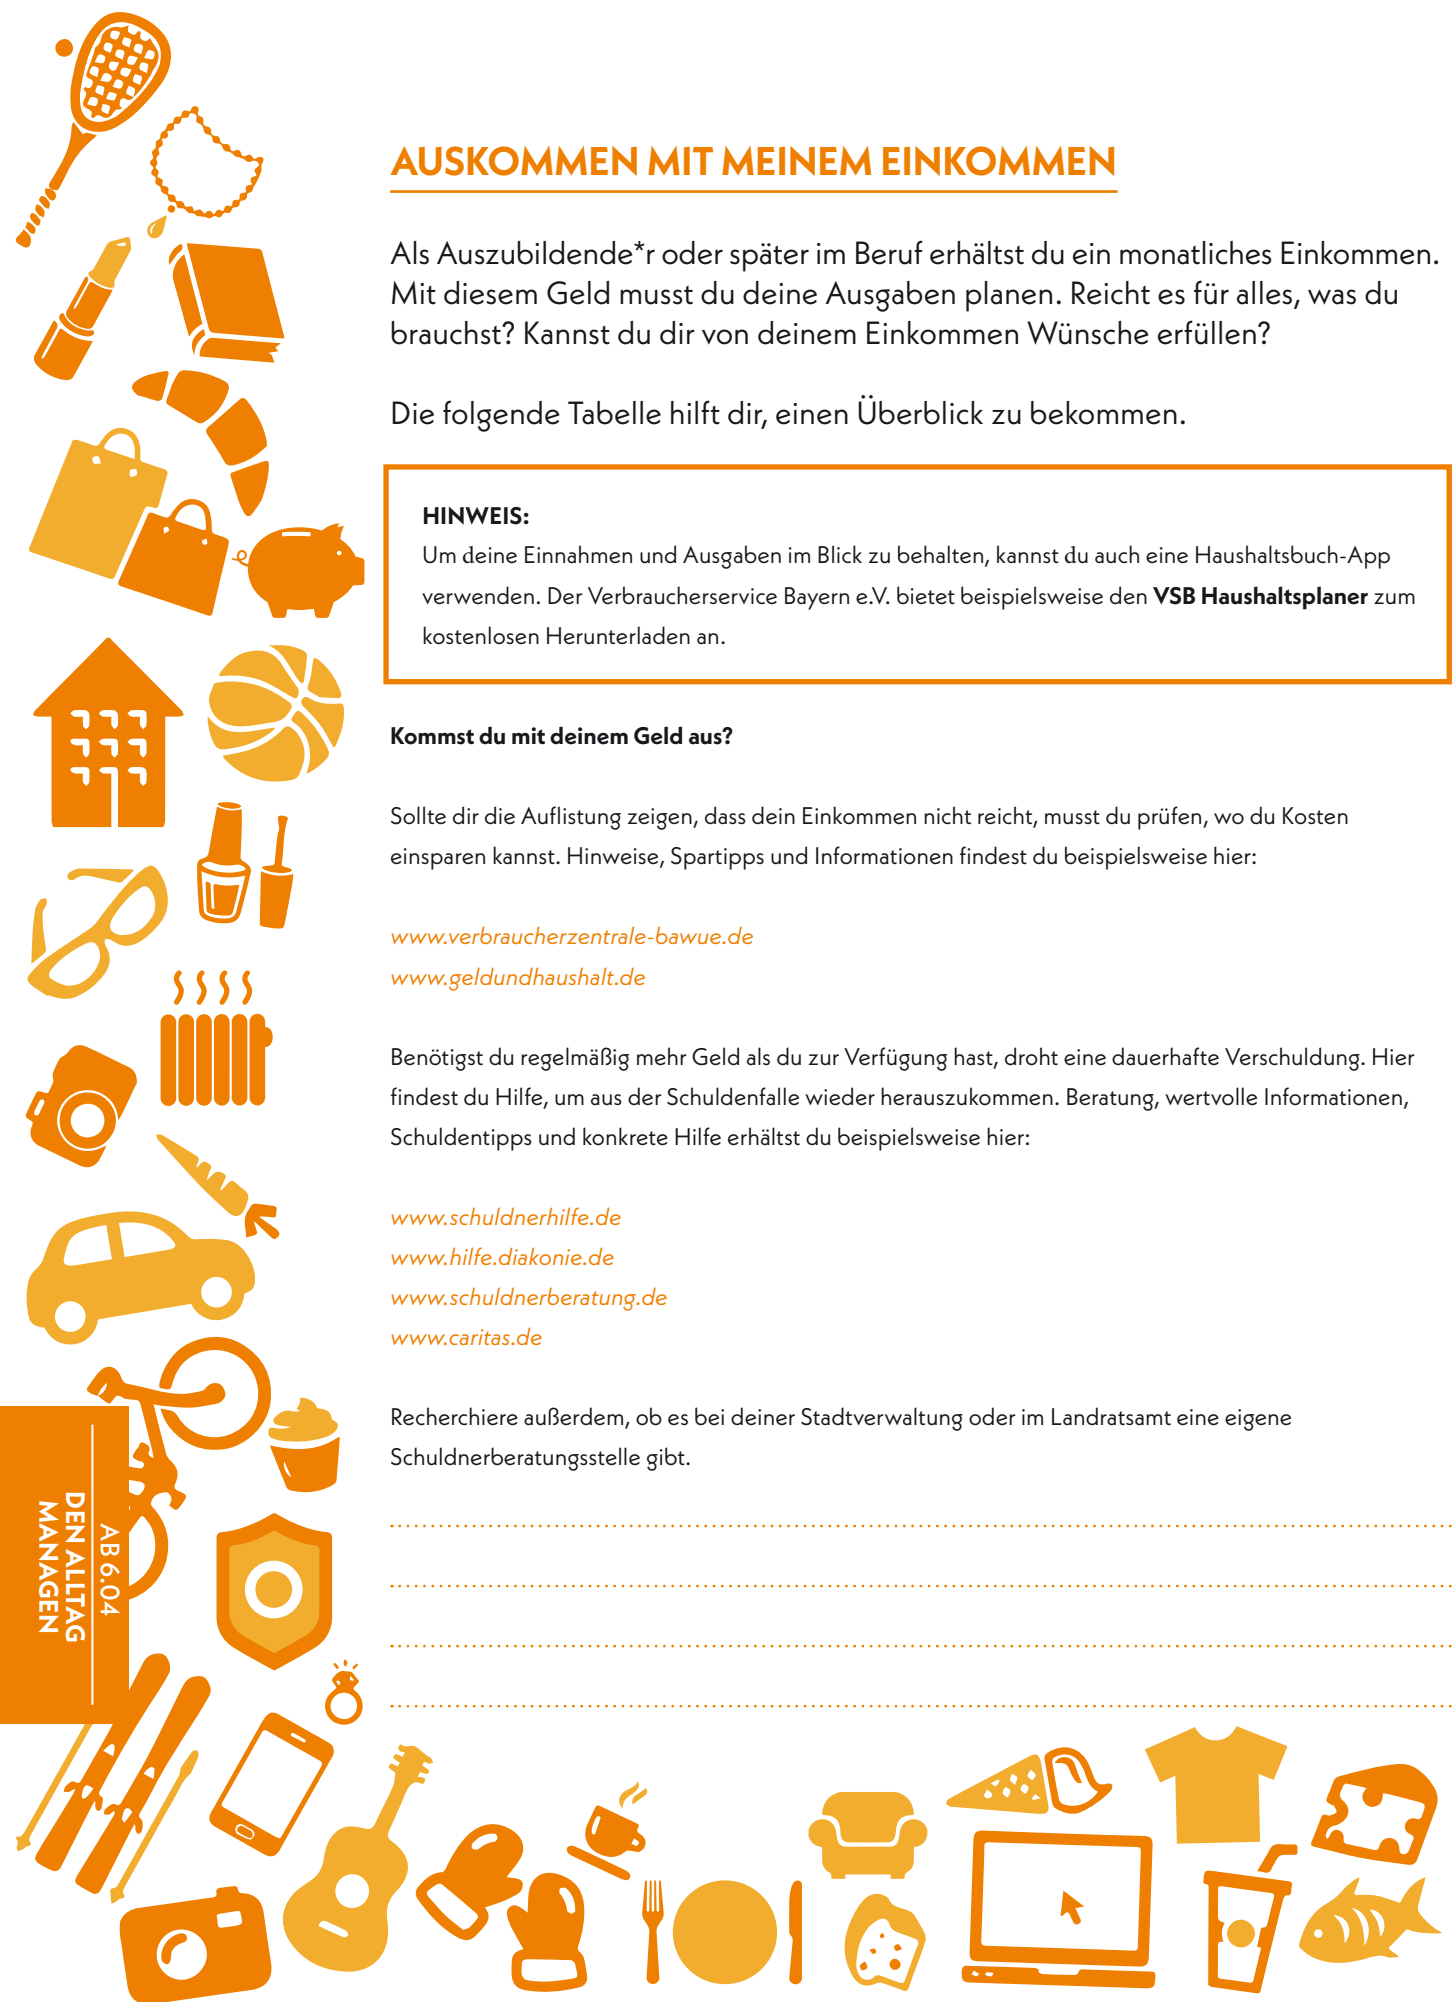 AUSKOMMEN MIT MEINEM EINKOMMEN
Als Auszubildende*r oder später im Beruf erhältst du ein monatliches Einkommen.
Mit diesem Geld musst du deine Ausgaben planen. Reicht es für alles, was du
brauchst? Kannst du dir von deinem Einkommen Wünsche erfüllen?
Die folgende Tabelle hilft dir, einen Überblick zu bekommen.
HINWEIS:
Um deine Einnahmen und Ausgaben im Blick zu behalten, kannst du auch eine Haushaltsbuch-App
verwenden. Der Verbraucherservice Bayern e.V. bietet beispielsweise den VSB Haushaltsplaner zum
kostenlosen Herunterladen an.
Kommst du mit deinem Geld aus?
Sollte dir die Auflistung zeigen, dass dein Einkommen nicht reicht, musst du prüfen, wo du Kosten
einsparen kannst. Hinweise, Spartipps und Informationen findest du beispielsweise hier:
www.verbraucherzentrale-bawue.de
www.geldundhaushalt.de
Benötigst du regelmäßig mehr Geld als du zur Verfügung hast, droht eine dauerhafte Verschuldung. Hier
findest du Hilfe, um aus der Schuldenfalle wieder herauszukommen. Beratung, wertvolle Informationen,
Schuldentipps und konkrete Hilfe erhältst du beispielsweise hier:
www.schuldnerhilfe.de
www.hilfe.diakonie.de
www.schuldnerberatung.de
www.caritas.de
Recherchiere außerdem, ob es bei deiner Stadtverwaltung oder im Landratsamt eine eigene
Schuldnerberatungsstelle gibt.
AB 6.04
DEN ALLTAG
MANAGEN